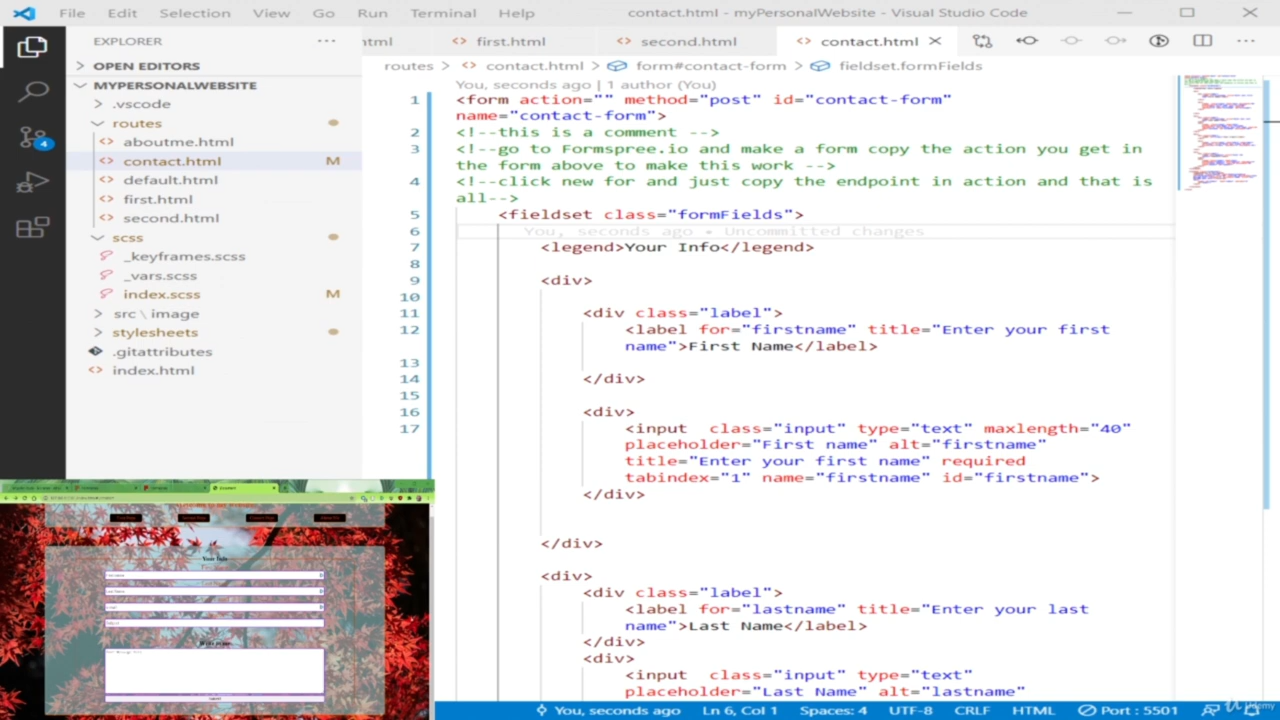 File Edit Selection View Go Run Terminal Help contact.html - myPersonalWebsite - Visual Studio Code
EXPLORER
OPEN EDITORS
MYPERSONALWEBSITE
.vscode
routes
aboutme.html
contact.html M
default.html
first.html
second.html
scss
_keyframes.scss
_vars.scss
index.scss M
src \ image
stylesheets
.gitattributes
index.html
4
html first.html second.html contact.html
routes > contact.html > form#contact-form > fieldset.formFields
You, seconds ago | 1 author (You)
1 <form action="" method="post" id="contact-form"
name="contact-form">
2 <!--this is a comment -->
3 <!--go to Formspree.io and make a form copy the action you get in
the form above to make this work -->
4 <!--click new for and just copy the endpoint in action and that is
all-->
5 <fieldset class="formFields">
6 You, seconds ago • Uncommitted changes
7 <legend>Your Info</legend>
8
9 <div>
10
11 <div class="label">
12 <label for="firstname" title="Enter your first
name">First Name</label>
13
14 </div>
15
16 <div>
17 <input class="input" type="text" maxlength="40"
placeholder="First name" alt="firstname"
title="Enter your first name" required
tabindex="1" name="firstname" id="firstname">
</div>
</div>
<div>
<div class="label">
<label for="lastname" title="Enter your last
name">Last Name</label>
</div>
<div>
<input class="input" type="text"
placeholder="Last Name" alt="lastname"
You, seconds ago Ln 6, Col 1 Spaces: 4 UTF-8 CRLF HTML Port : 5501
Udemy
Your Info